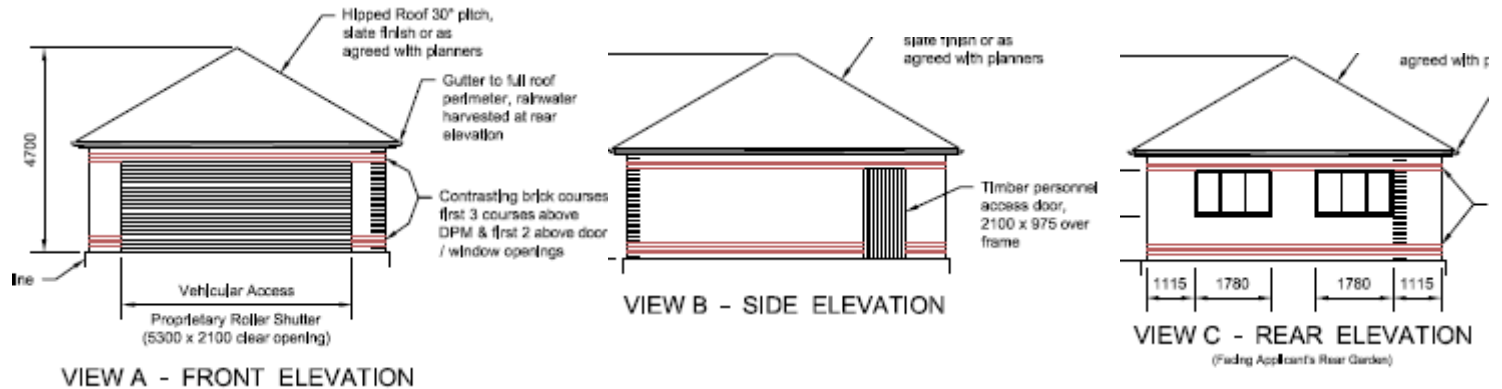 Hipped Roof 30° pitch,
slate finish or as
agreed with planners
Gutter to full roof
perimeter, rainwater
harvested at rear
elevation
4700
Contrasting brick courses
first 3 courses above
DPM & first 2 above door
/ window openings
line
Vehicular Access
Proprietary Roller Shutter
(5300 x 2100 clear opening)
VIEW A - FRONT ELEVATION
slate finish or as
agreed with planners
Timber personnel
access door,
2100 x 975 over
frame
VIEW B - SIDE ELEVATION
agreed with p
1115
1780
1780
1115
VIEW C - REAR ELEVATION
(Facing Applicant's Rear Garden)